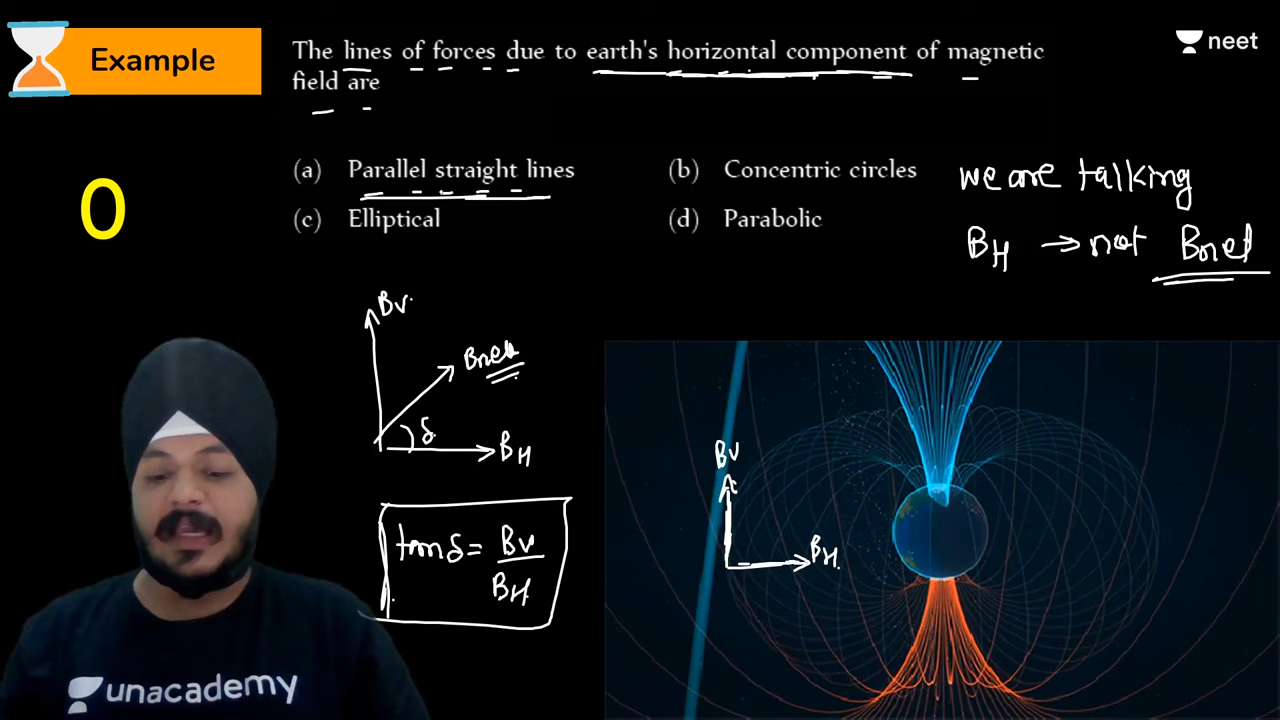 Example
The lines of forces due to earth's horizontal component of magnetic
field are
neet
0
(a) Parallel straight lines
(b) Concentric circles
(c) Elliptical
(d) Parabolic
we are talking
BH → not Bnet
Bv
Bnet
δ
BH
tanδ = Bv
BH
Bv
BH
unacademy